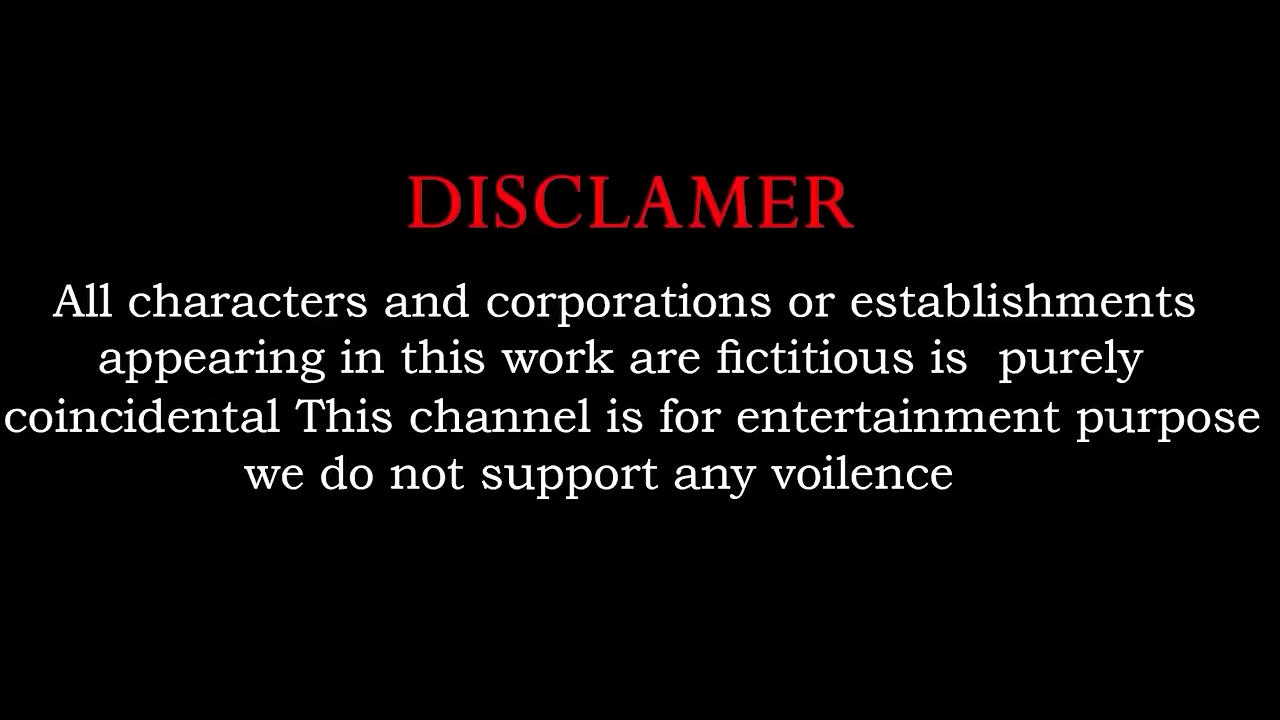 DISCLAMER
All characters and corporations or establishments
appearing in this work are fictitious is  purely
coincidental This channel is for entertainment purpose
we do not support any voilence